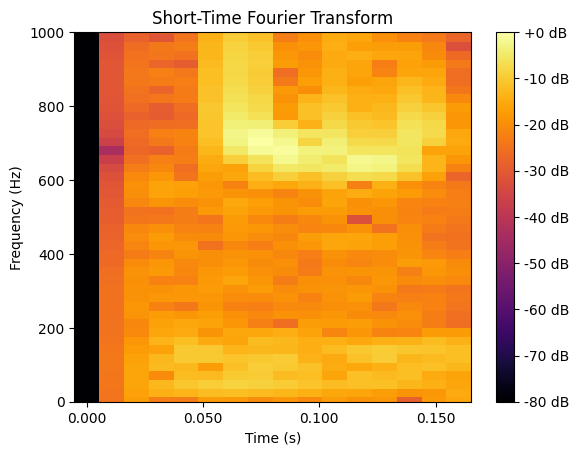 Short-Time Fourier Transform
1000
800
600
400
200
0
Frequency (Hz)
0.000
0.050
0.100
0.150
Time (s)
+0 dB
-10 dB
-20 dB
-30 dB
-40 dB
-50 dB
-60 dB
-70 dB
-80 dB